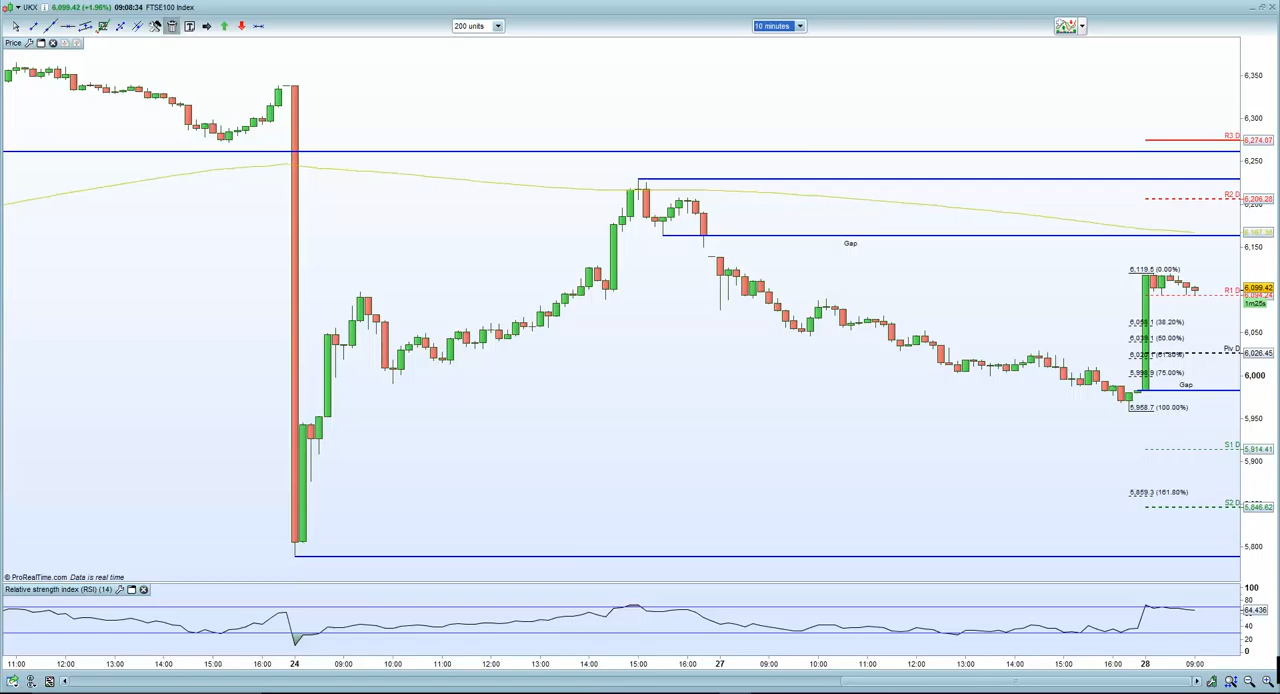 UKX 6,099.42 (+1.96%) 09:08:34 FTSE100 Index
200 units
10 minutes
Price
6,350
6,300
R3 D 6,274.07
6,250
R2 D 6,206.28
6,200
6,167.38
Gap
6,150
6,119.5 (0.00%)
6,099.42
R1 D 6,094.24
1m25s
(38.20%)
6,050
(50.00%)
Piv D 6,026.45
(61.80%)
(75.00%)
6,000
Gap
5,968.7 (100.00%)
5,950
S1 D 5,914.41
5,900
5,859.3 (161.80%)
S2 D 5,846.62
5,800
© ProRealTime.com Data is real time
Relative strength index (RSI) (14)
100
80
64.436
40
20
0
11:00 12:00 13:00 14:00 15:00 16:00 24 09:00 10:00 11:00 12:00 13:00 14:00 15:00 16:00 27 09:00 10:00 11:00 12:00 13:00 14:00 15:00 16:00 28 09:00